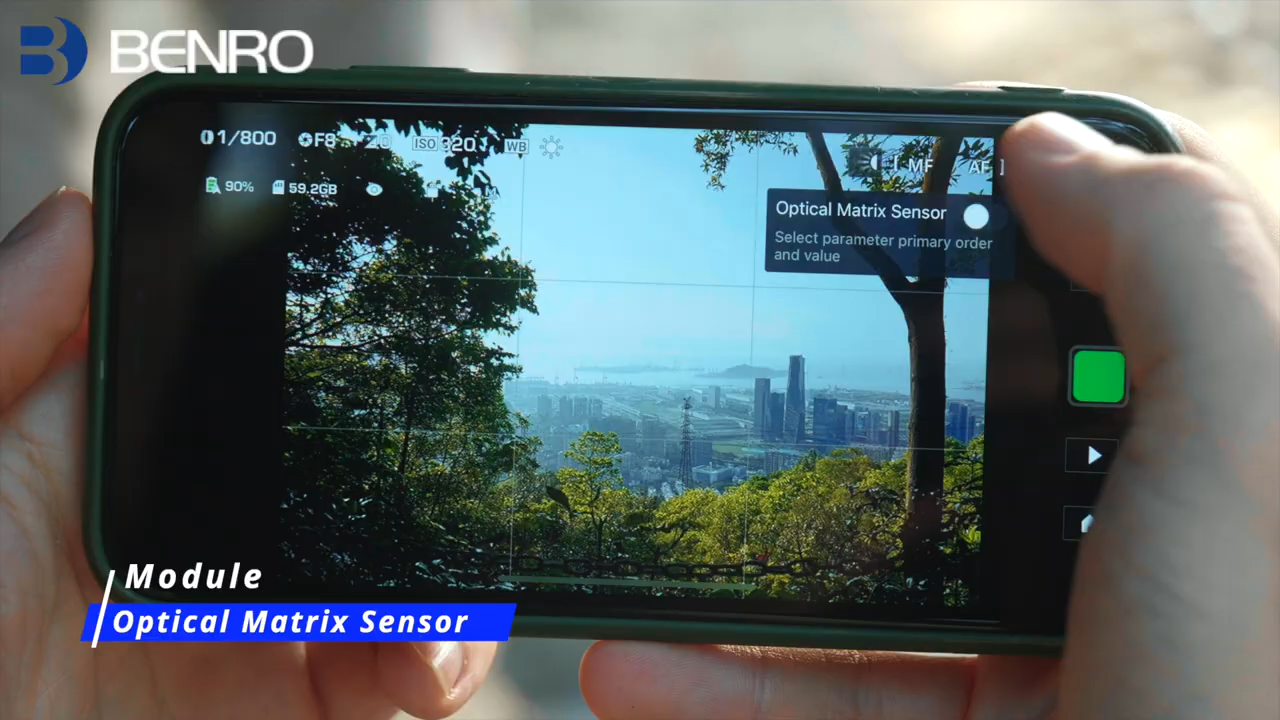 BENRO
1/800 F8 ISO 320 WB
MF AF
90% 59.2GB
Optical Matrix Sensor
Select parameter primary order
and value
Module
Optical Matrix Sensor